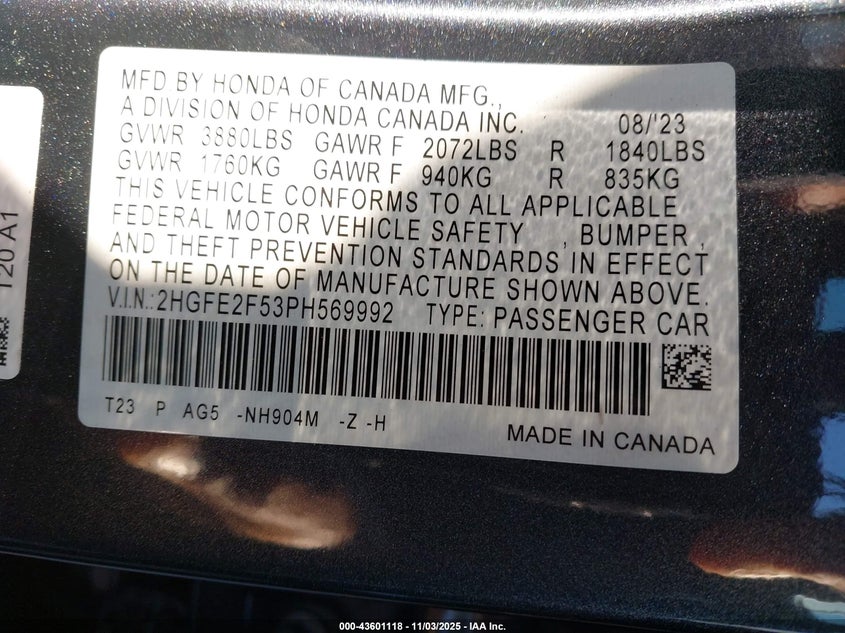 MFD.BY HONDA OF CANADA MFG.,
A DIVISION OF HONDA CANADA INC. 08/'23
GVWR 3880LBS GAWR F 2072LBS R 1840LBS
GVWR 1760KG GAWR F 940KG R 835KG
THIS VEHICLE CONFORMS TO ALL APPLICABLE
FEDERAL MOTOR VEHICLE SAFETY , BUMPER ,
AND THEFT PREVENTION STANDARDS IN EFFECT
ON THE DATE OF MANUFACTURE SHOWN ABOVE.
V.I.N.:2HGFE2F53PH569992 TYPE: PASSENGER CAR
T23 P AG5 -NH904M -Z -H
MADE IN CANADA
T20 A1
000-43601118 - 11/03/2025 - IAA Inc.